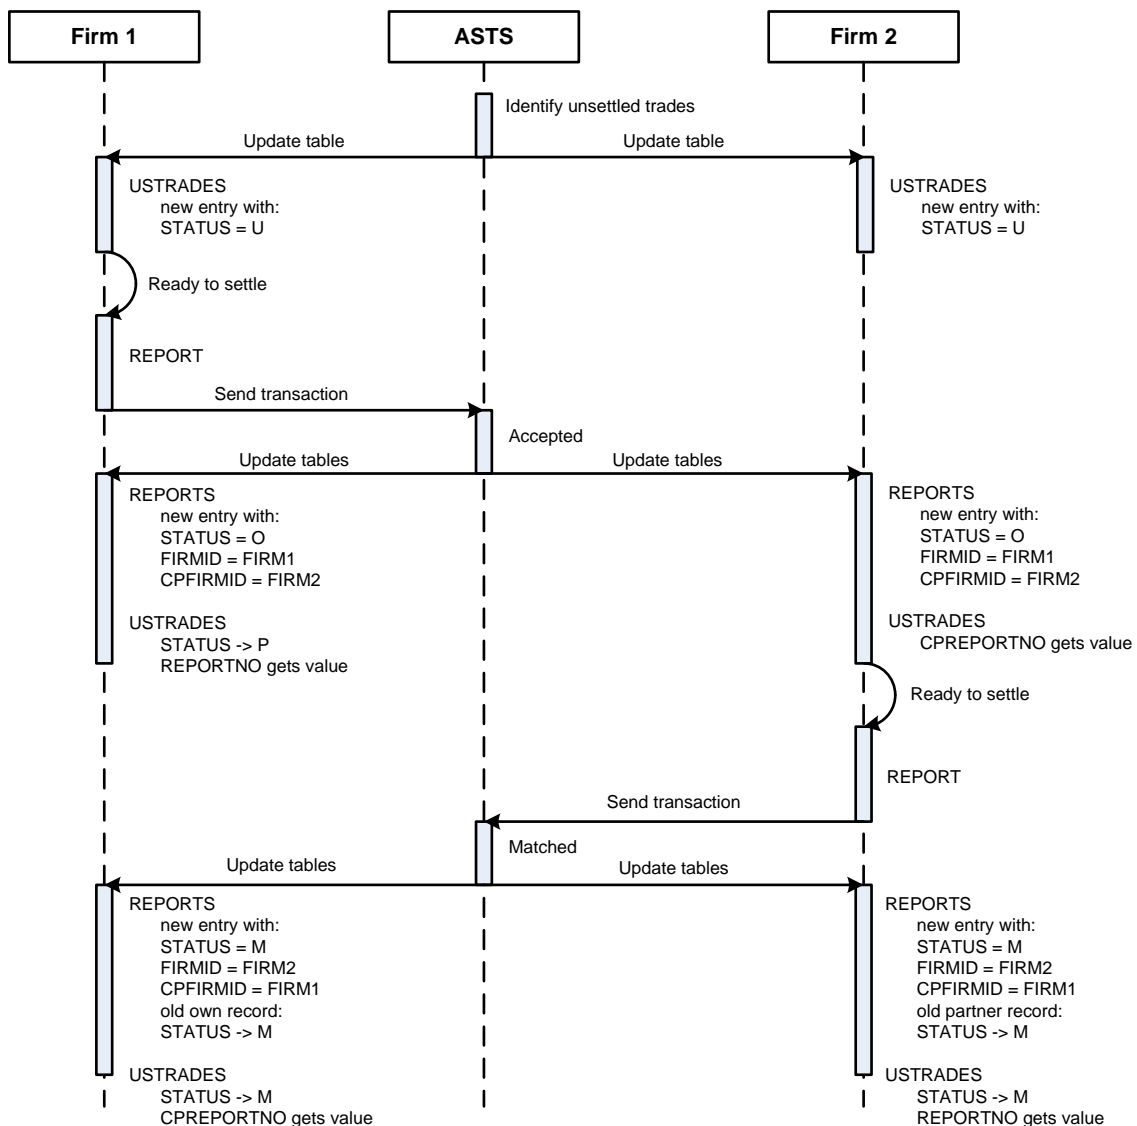 Firm 1
ASTS
Firm 2
Identify unsettled trades
Update table
Update table
USTRADES
new entry with:
STATUS = U
USTRADES
new entry with:
STATUS = U
Ready to settle
REPORT
Send transaction
Accepted
Update tables
Update tables
REPORTS
new entry with:
STATUS = O
FIRMID = FIRM1
CPFIRMID = FIRM2
USTRADES
STATUS -> P
REPORTNO gets value
REPORTS
new entry with:
STATUS = O
FIRMID = FIRM1
CPFIRMID = FIRM2
USTRADES
CPREPORTNO gets value
Ready to settle
REPORT
Send transaction
Matched
Update tables
Update tables
REPORTS
new entry with:
STATUS = M
FIRMID = FIRM2
CPFIRMID = FIRM1
old own record:
STATUS -> M
USTRADES
STATUS -> M
CPREPORTNO gets value
REPORTS
new entry with:
STATUS = M
FIRMID = FIRM2
CPFIRMID = FIRM1
old partner record:
STATUS -> M
USTRADES
STATUS -> M
REPORTNO gets value